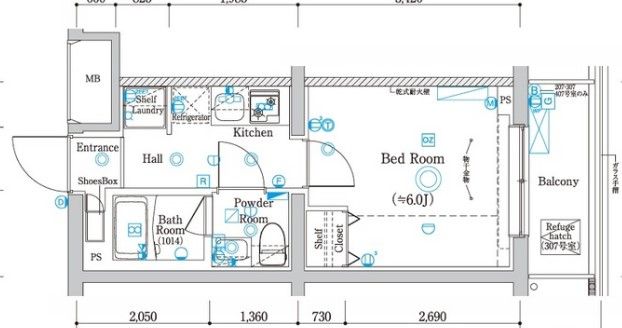 MB
Shelf
Laundry
Refrigerator
Kitchen
乾式耐火壁
M
PS
B
G
207·307
407号室のみ
Entrance
Hall
ShoesBox
R
F
T
OZ
Bed Room
(≒6.0J)
物干金物
Balcony
ガラス手摺
D
PS
Bath
Room
(1014)
Powder
Room
Shelf
Closet
Refuge
hatch
(307号室)
2,050
1,360
730
2,690